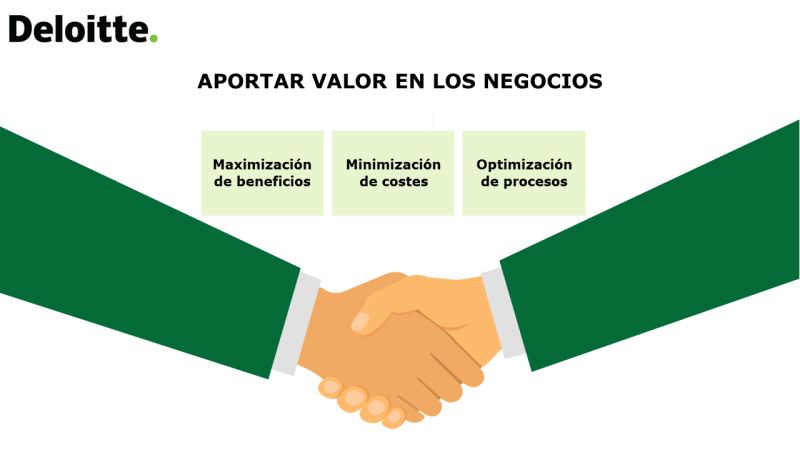 Deloitte.
APORTAR VALOR EN LOS NEGOCIOS
Maximización
de beneficios
Minimización
de costes
Optimización
de procesos